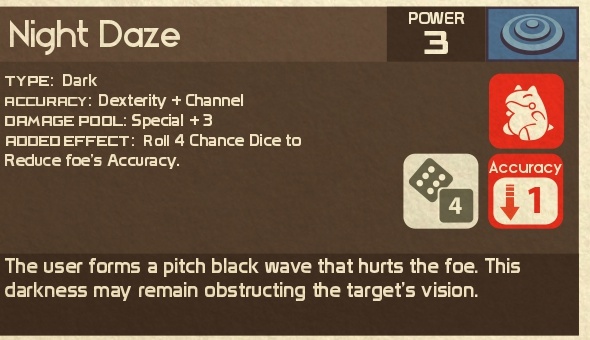 Night Daze
POWER
3
TYPE: Dark
ACCURACY: Dexterity + Channel
DAMAGE POOL: Special + 3
ADDED EFFECT: Roll 4 Chance Dice to
Reduce foe's Accuracy.
4
Accuracy
1
The user forms a pitch black wave that hurts the foe. This
darkness may remain obstructing the target's vision.